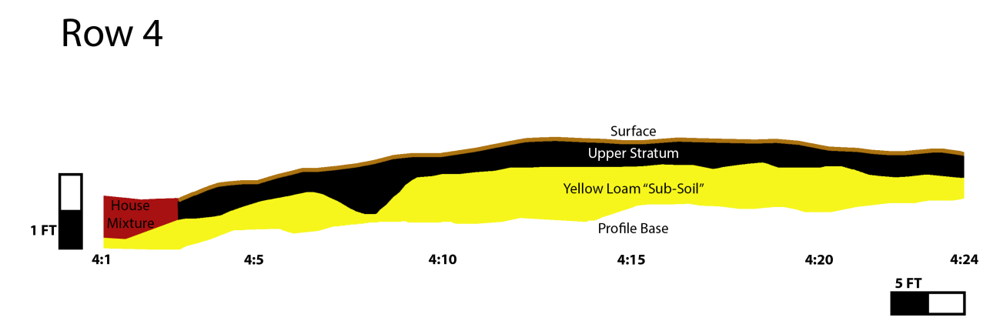 Row 4
Surface
Upper Stratum
Yellow Loam “Sub-Soil”
House
Mixture
1 FT
Profile Base
4:1
4:5
4:10
4:15
4:20
4:24
5 FT